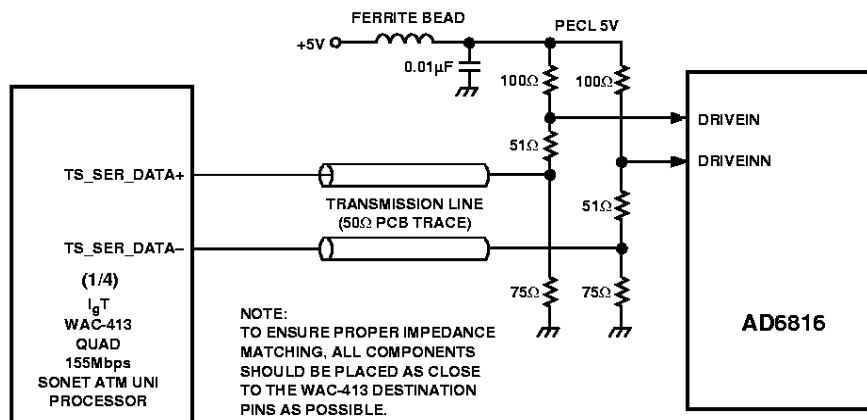 FERRITE BEAD
+5V
PECL 5V
0.01µF
100Ω
100Ω
DRIVEIN
51Ω
DRIVEINN
TS_SER_DATA+
TRANSMISSION LINE
(50Ω PCB TRACE)
51Ω
TS_SER_DATA–
(1/4)
IgT
WAC-413
QUAD
155Mbps
SONET ATM UNI
PROCESSOR
75Ω
75Ω
AD6816
NOTE:
TO ENSURE PROPER IMPEDANCE
MATCHING, ALL COMPONENTS
SHOULD BE PLACED AS CLOSE
TO THE WAC-413 DESTINATION
PINS AS POSSIBLE.